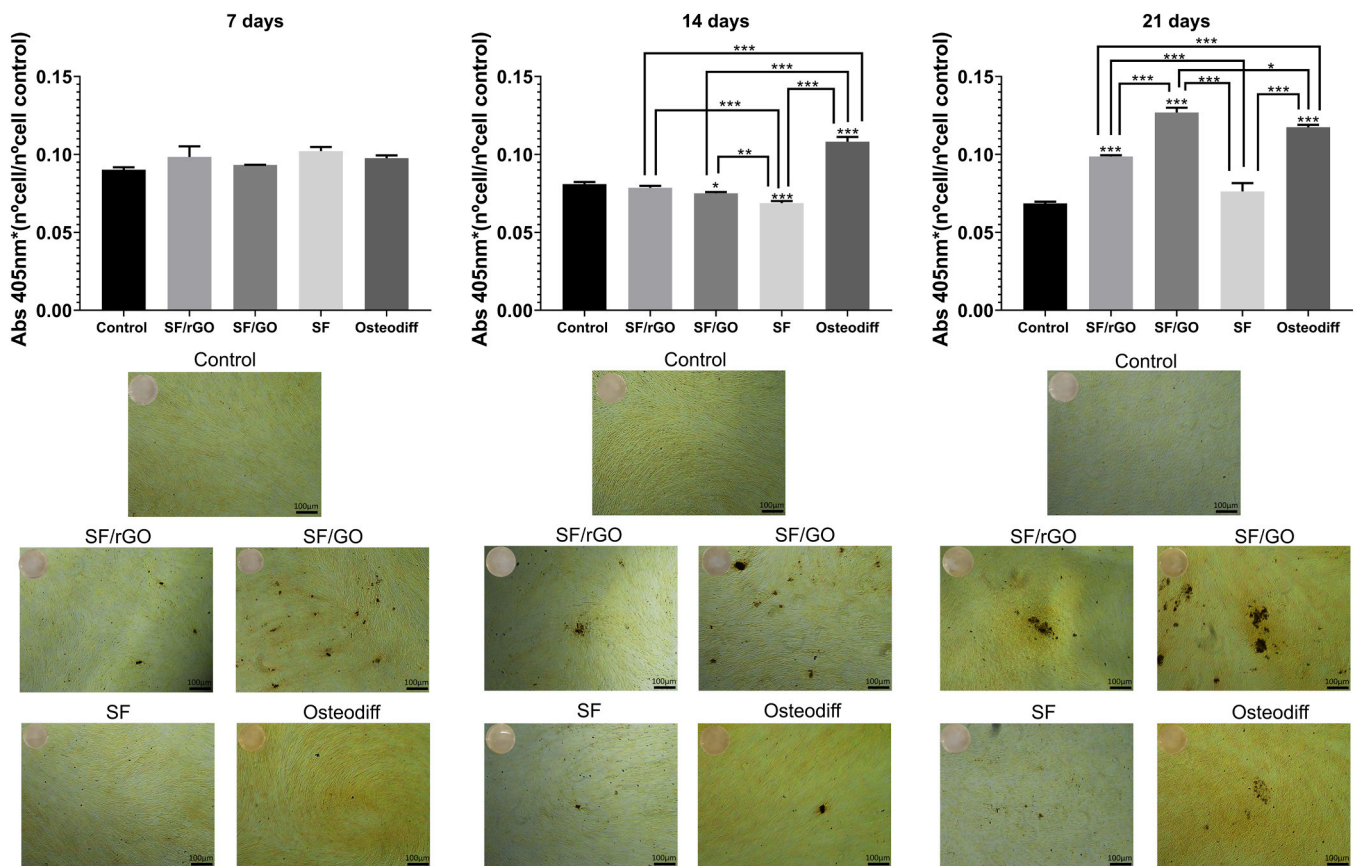 7 days
Abs 405nm*(nºcell/nºcell control)
0.15
0.10
0.05
0.00
Control SF/rGO SF/GO SF Osteodiff
14 days
Abs 405nm*(nºcell/nºcell control)
***
***
***
***
**
***
*
***
0.15
0.10
0.05
0.00
Control SF/rGO SF/GO SF Osteodiff
21 days
Abs 405nm*(nºcell/nºcell control)
***
***
*** * ***
***
***
***
***
0.15
0.10
0.05
0.00
Control SF/rGO SF/GO SF Osteodiff
Control
100µm
Control
100µm
Control
100µm
SF/rGO SF/GO
100µm 100µm
SF/rGO SF/GO
100µm 100µm
SF/rGO SF/GO
100µm 100µm
SF Osteodiff
100µm 100µm
SF Osteodiff
100µm 100µm
SF Osteodiff
100µm 100µm